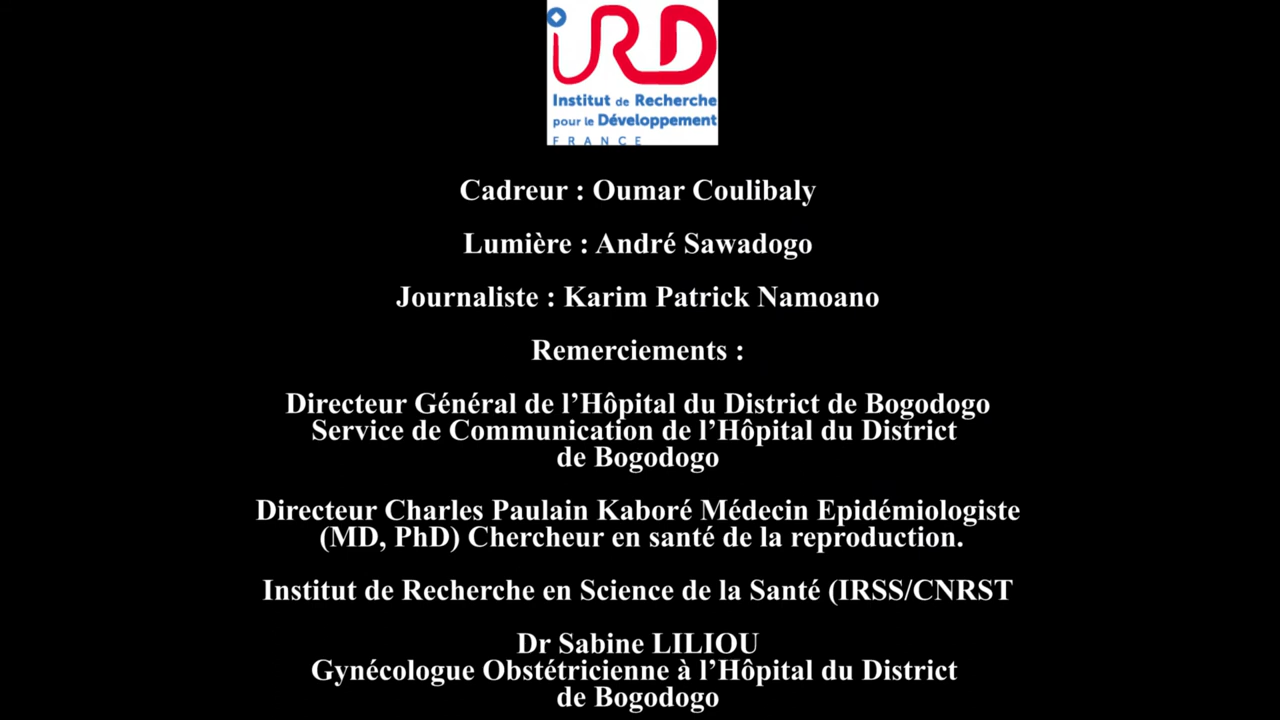 iRD
Institut de Recherche
pour le Développement
FRANCE
Cadreur : Oumar Coulibaly
Lumière : André Sawadogo
Journaliste : Karim Patrick Namoano
Remerciements :
Directeur Général de l’Hôpital du District de Bogodogo
Service de Communication de l’Hôpital du District
de Bogodogo
Directeur Charles Paulain Kaboré Médecin Epidémiologiste
(MD, PhD) Chercheur en santé de la reproduction.
Institut de Recherche en Science de la Santé (IRSS/CNRST
Dr Sabine LILIOU
Gynécologue Obstétricienne à l’Hôpital du District
de Bogodogo